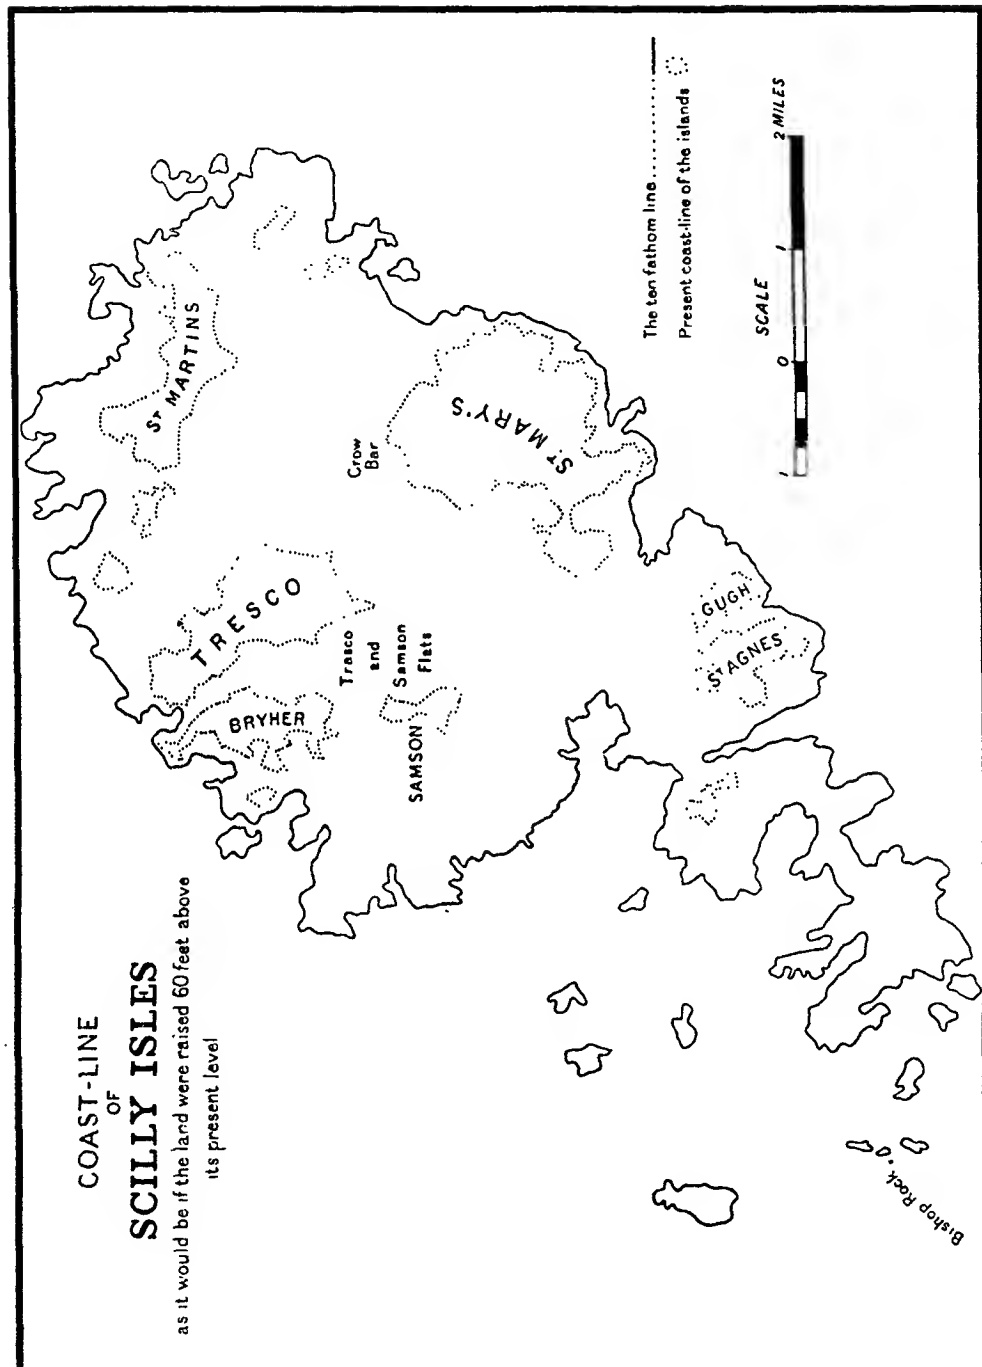 COAST-LINE
OF
SCILLY ISLES
as it would be if the land were raised 60 feet above
its present level
The ten fathom line
Present coast-line of the islands
SCALE
1 0 1 2 MILES
ST MARTINS
TRESCO
BRYHER
Trasco
and
Samson
Flats
SAMSON
Crow
Bar
ST MARY'S
GUGH
ST AGNES
Bishop Rock